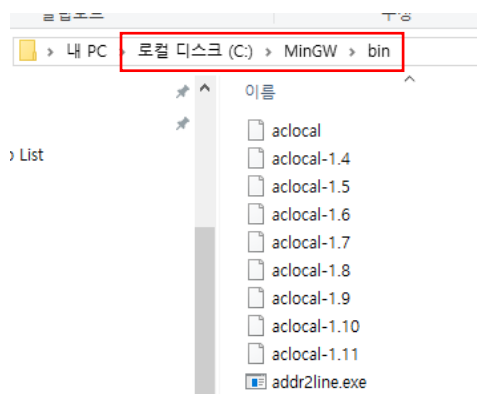 내 PC > 로컬 디스크 (C:) > MinGW > bin
이름
o List
aclocal
aclocal-1.4
aclocal-1.5
aclocal-1.6
aclocal-1.7
aclocal-1.8
aclocal-1.9
aclocal-1.10
aclocal-1.11
addr2line.exe